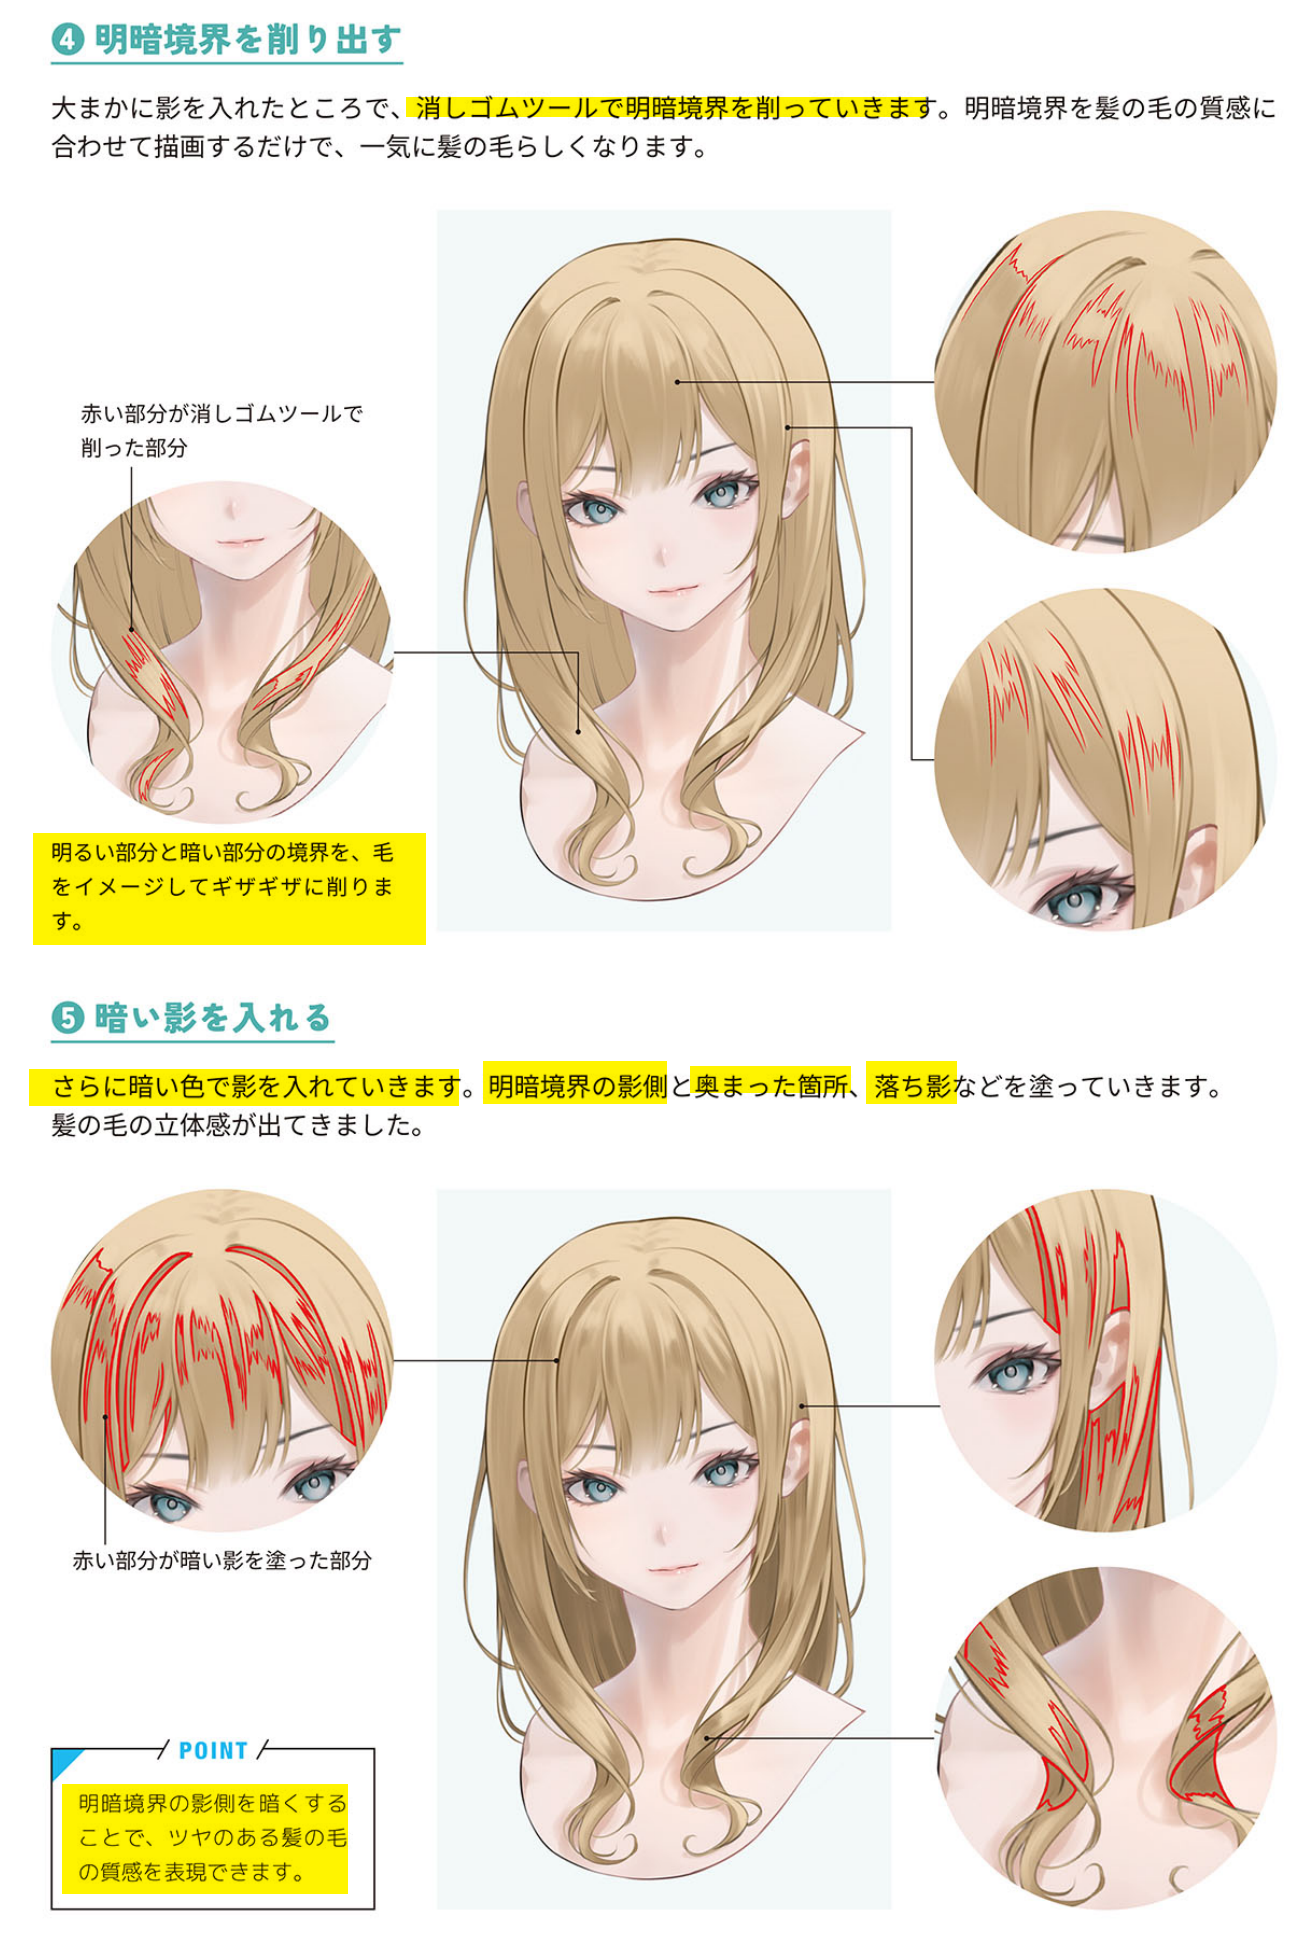 ❹ 明暗境界を削り出す
大まかに影を入れたところで、消しゴムツールで明暗境界を削っていきます。明暗境界を髪の毛の質感に
合わせて描画するだけで、一気に髪の毛らしくなります。
赤い部分が消しゴムツールで
削った部分
明るい部分と暗い部分の境界を、毛
をイメージしてギザギザに削りま
す。
❺ 暗い影を入れる
さらに暗い色で影を入れていきます。明暗境界の影側と奥まった箇所、落ち影などを塗っていきます。
髪の毛の立体感が出てきました。
赤い部分が暗い影を塗った部分
POINT
明暗境界の影側を暗くする
ことで、ツヤのある髪の毛
の質感を表現できます。